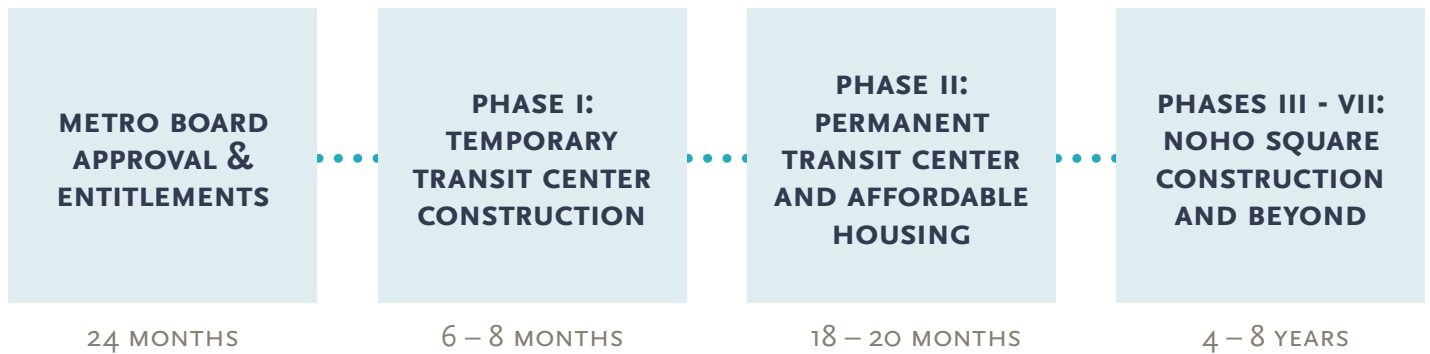 METRO BOARD
APPROVAL &
ENTITLEMENTS
24 MONTHS
PHASE I:
TEMPORARY
TRANSIT CENTER
CONSTRUCTION
6 – 8 MONTHS
PHASE II:
PERMANENT
TRANSIT CENTER
AND AFFORDABLE
HOUSING
18 – 20 MONTHS
PHASES III - VII:
NOHO SQUARE
CONSTRUCTION
AND BEYOND
4 – 8 YEARS